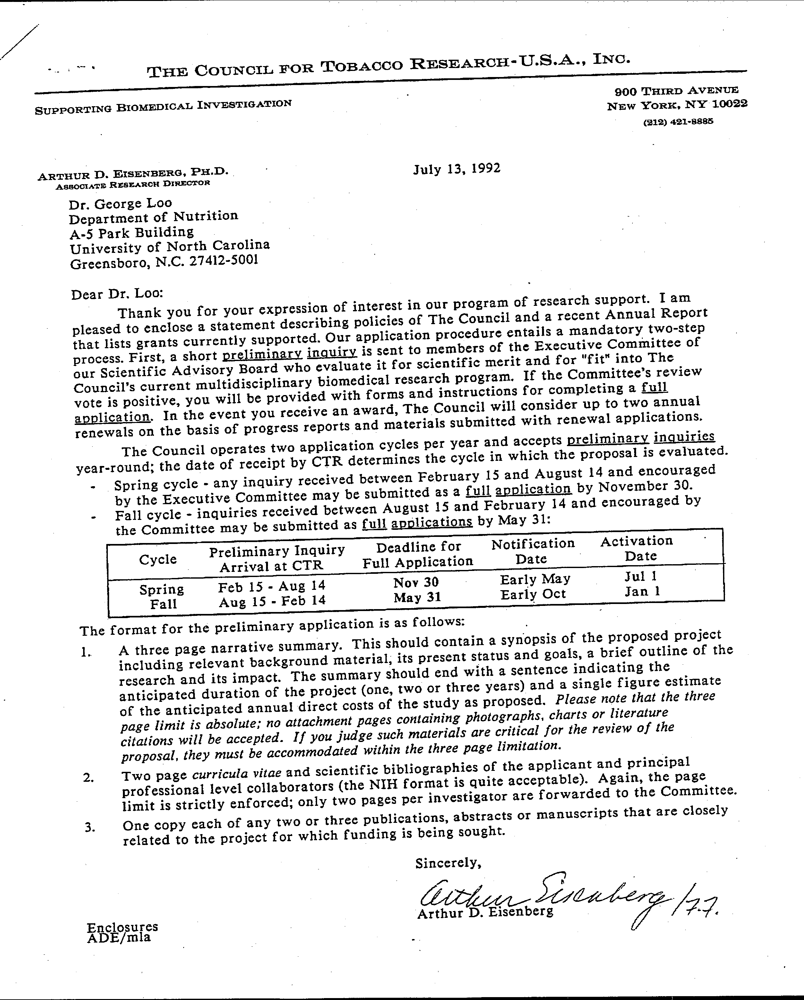 THE COUNCIL FOR TOBACCO RESEARCH-U.S.A., INC.
SUPPORTING BIOMEDICAL INVESTIGATION
900 THIRD AVENUE
NEW YORK, NY 10022
(212) 421-8885
ARTHUR D. EISENBERG, PH.D.
ASSOCIATE RESEARCH DIRECTOR
July 13, 1992
Dr. George Loo
Department of Nutrition
A-5 Park Building
University of North Carolina
Greensboro, N.C. 27412-5001
Dear Dr. Loo:
Thank you for your expression of interest in our program of research support. I am
pleased to enclose a statement describing policies of The Council and a recent Annual Report
that lists grants currently supported. Our application procedure entails a mandatory two-step
process. First, a short preliminary inquiry is sent to members of the Executive Committee of
our Scientific Advisory Board who evaluate it for scientific merit and for "fit" into The
Council's current multidisciplinary biomedical research program. If the Committee's review
vote is positive, you will be provided with forms and instructions for completing a full
application. In the event you receive an award, The Council will consider up to two annual
renewals on the basis of progress reports and materials submitted with renewal applications.
The Council operates two application cycles per year and accepts preliminary inquiries
year-round; the date of receipt by CTR determines the cycle in which the proposal is evaluated.
- Spring cycle - any inquiry received between February 15 and August 14 and encouraged
by the Executive Committee may be submitted as a full application by November 30.
- Fall cycle - inquiries received between August 15 and February 14 and encouraged by
the Committee may be submitted as full applications by May 31:
Cycle Preliminary Inquiry Arrival at CTR Deadline for Full Application Notification Date Activation Date
Spring Feb 15 - Aug 14 Nov 30 Early May Jul 1
Fall Aug 15 - Feb 14 May 31 Early Oct Jan 1
The format for the preliminary application is as follows:
1. A three page narrative summary. This should contain a synopsis of the proposed project
including relevant background material, its present status and goals, a brief outline of the
research and its impact. The summary should end with a sentence indicating the
anticipated duration of the project (one, two or three years) and a single figure estimate
of the anticipated annual direct costs of the study as proposed. Please note that the three
page limit is absolute; no attachment pages containing photographs, charts or literature
citations will be accepted. If you judge such materials are critical for the review of the
proposal, they must be accommodated within the three page limitation.
2. Two page curricula vitae and scientific bibliographies of the applicant and principal
professional level collaborators (the NIH format is quite acceptable). Again, the page
limit is strictly enforced; only two pages per investigator are forwarded to the Committee.
3. One copy each of any two or three publications, abstracts or manuscripts that are closely
related to the project for which funding is being sought.
Sincerely,
Arthur Eisenberg
Arthur D. Eisenberg
Enclosures
ADE/mla